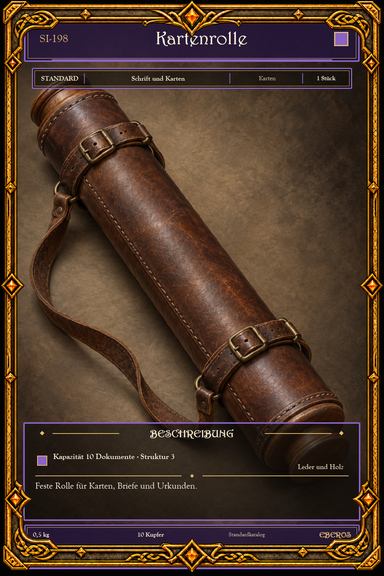 SI-198
Kartenrolle
STANDARD Schrift und Karten Karten 1 Stück
BESCHREIBUNG
Kapazität 10 Dokumente · Struktur 3
Leder und Holz
Feste Rolle für Karten, Briefe und Urkunden.
0,5 kg 10 Kupfer Standardkatalog EBEROS